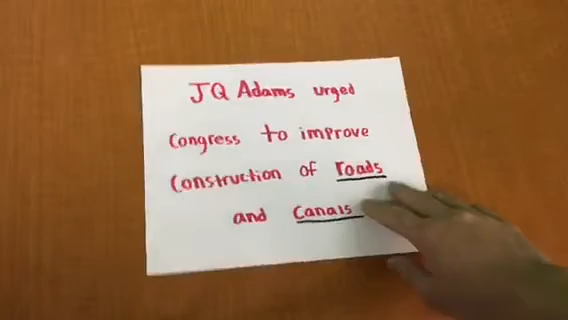 JQ Adams urged
Congress to improve
Construction of roads
and Canals